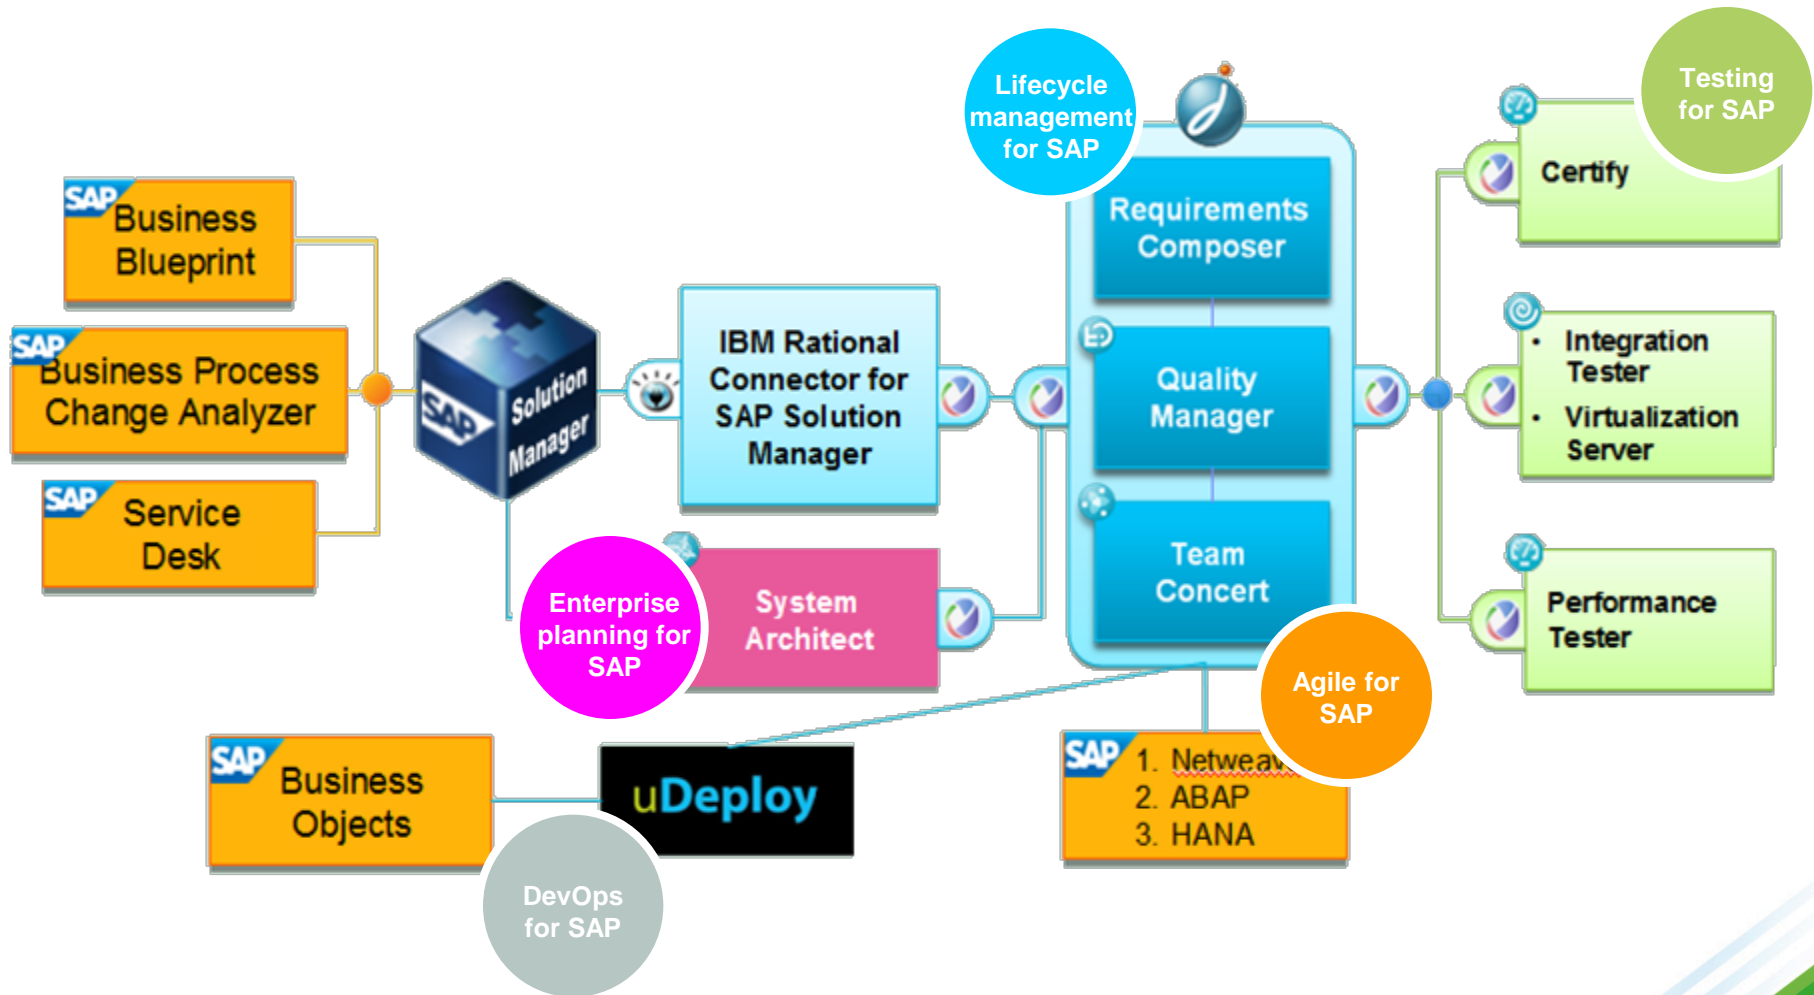 Lifecycle
management
for SAP
Testing
for SAP
SAP
Business
Blueprint
SAP
Business Process
Change Analyzer
SAP
Service
Desk
SAP
Solution
Manager
IBM Rational
Connector for
SAP Solution
Manager
Enterprise
planning for
SAP
System
Architect
Requirements
Composer
Quality
Manager
Team
Concert
Certify
• Integration
Tester
• Virtualization
Server
Performance
Tester
Agile for
SAP
SAP
Business
Objects
uDeploy
DevOps
for SAP
SAP
1.
2. ABAP
3. HANA